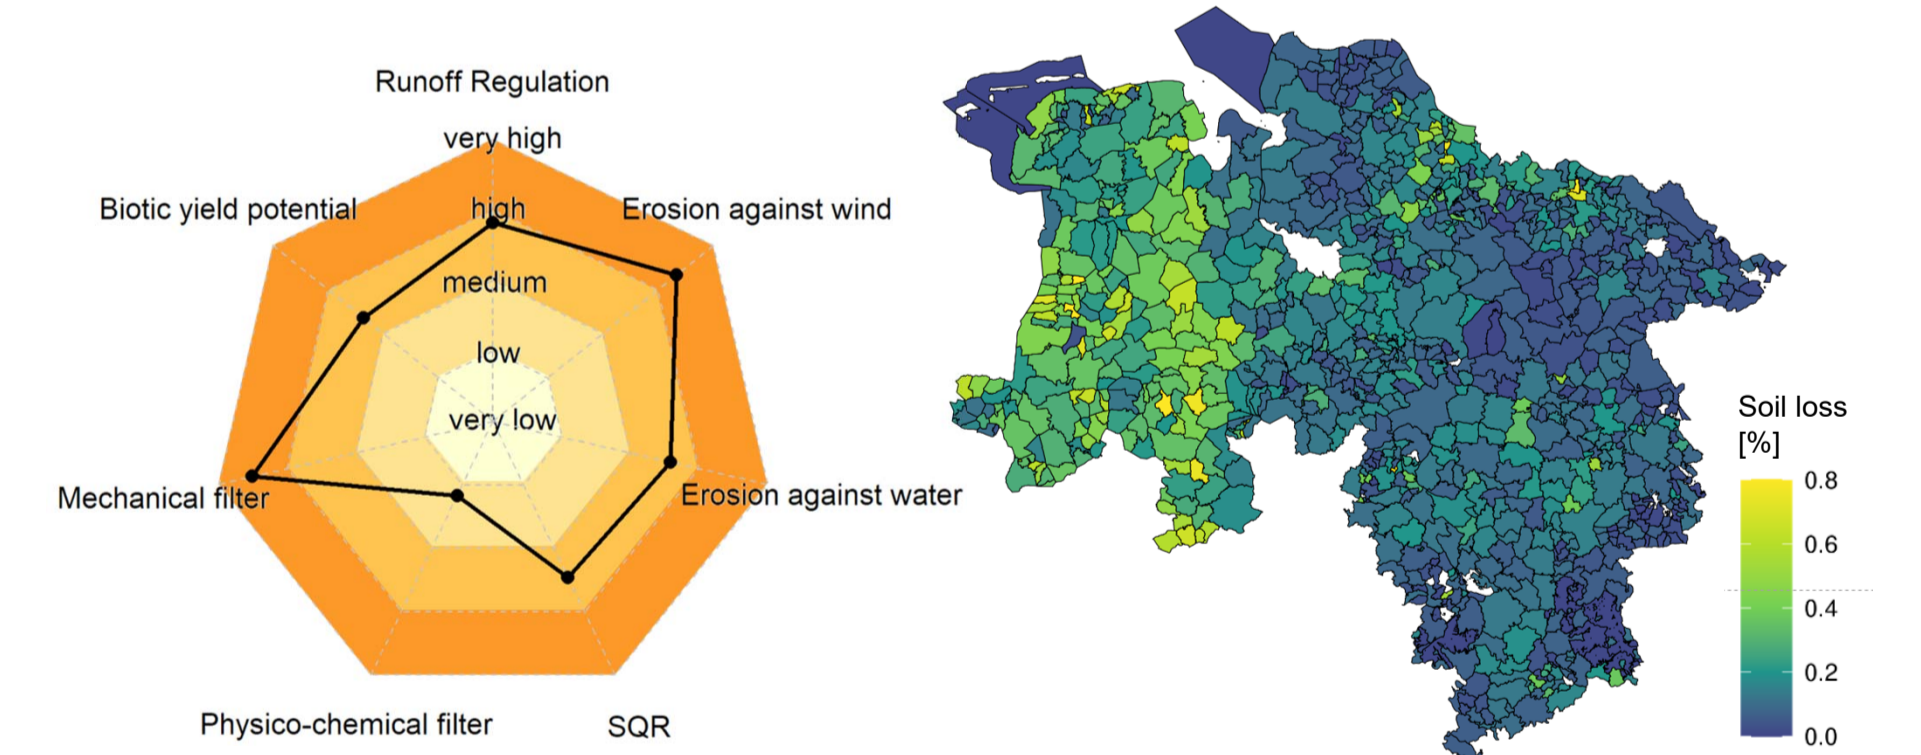 Runoff Regulation
very high
Biotic yield potential
high
Erosion against wind
medium
low
very low
Mechanical filter
Erosion against water
Physico-chemical filter
SQR
Soil loss
[%]
0.8
0.6
0.4
0.2
0.0